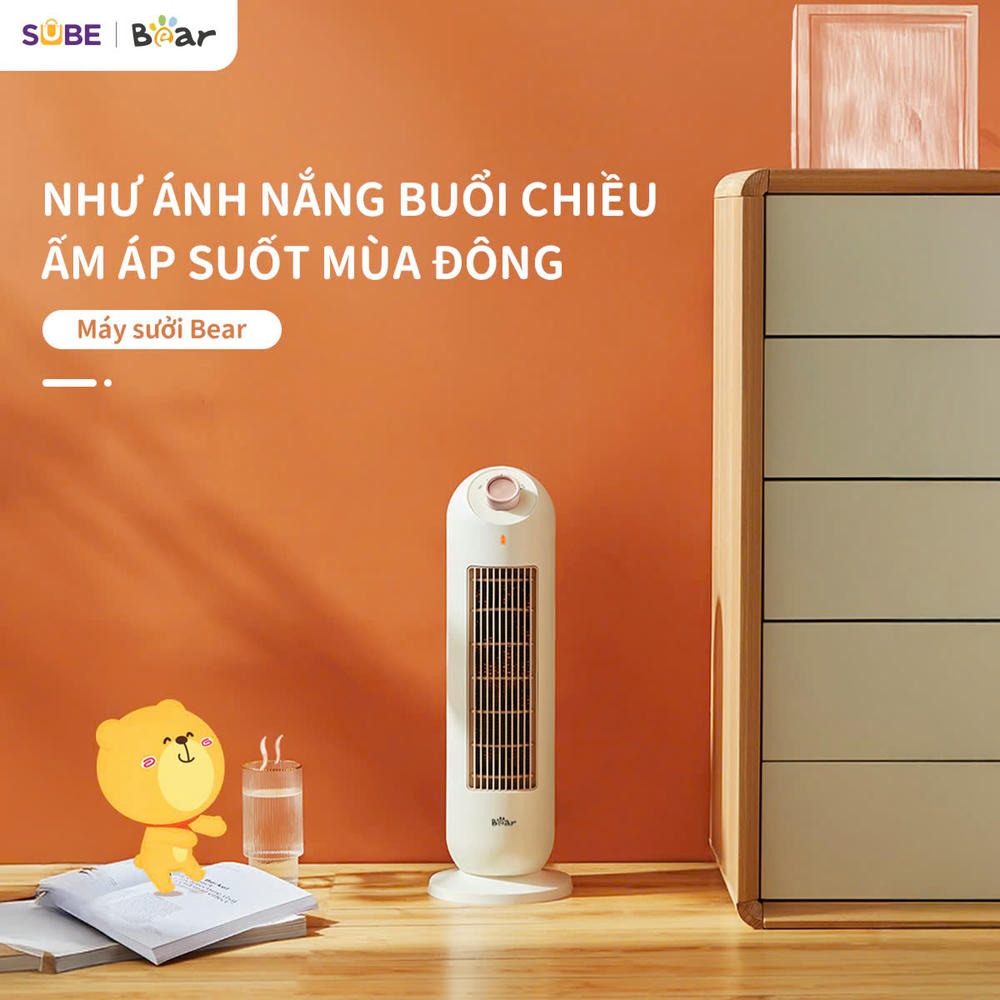 SUBE | Bear
NHƯ ÁNH NẮNG BUỔI CHIỀU
ẤM ÁP SUỐT MÙA ĐÔNG
Máy sưởi Bear
Bear